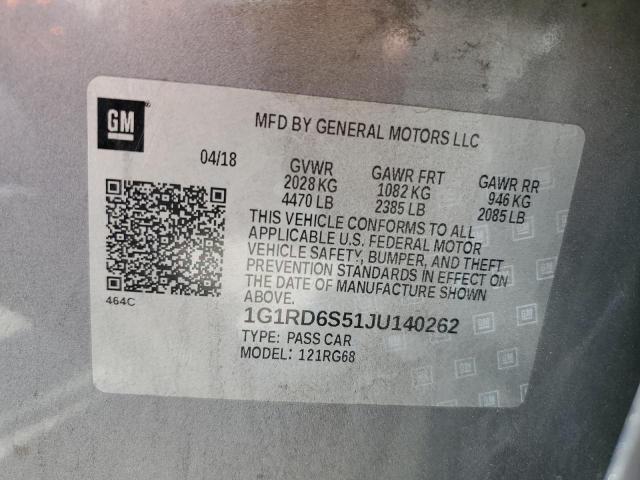 GM
MFD BY GENERAL MOTORS LLC
04/18 GVWR GAWR FRT GAWR RR
2028 KG 1082 KG 946 KG
4470 LB 2385 LB 2085 LB
THIS VEHICLE CONFORMS TO ALL
APPLICABLE U.S. FEDERAL MOTOR
VEHICLE SAFETY, BUMPER, AND THEFT
PREVENTION STANDARDS IN EFFECT ON
THE DATE OF MANUFACTURE SHOWN
ABOVE.
464C
1G1RD6S51JU140262
TYPE: PASS CAR
MODEL: 121RG68